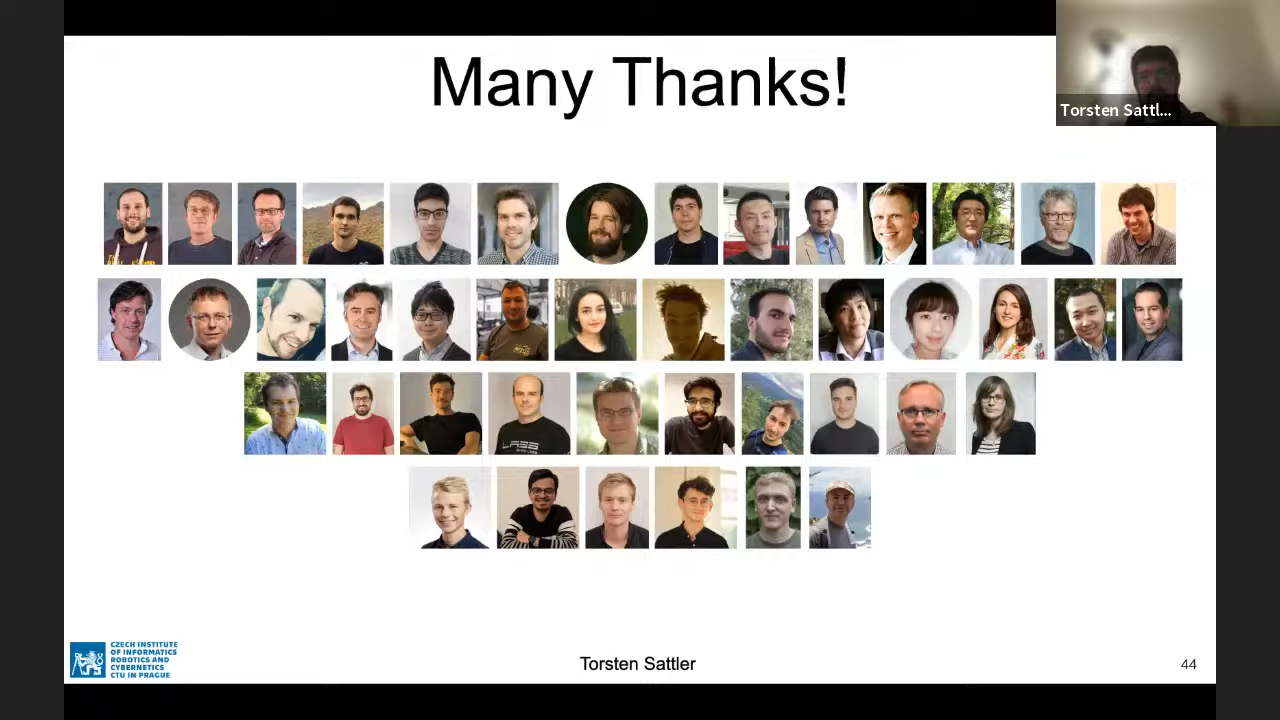 Many Thanks!
Torsten Sattl...
CZECH INSTITUTE
OF INFORMATICS
ROBOTICS AND
CYBERNETICS
CTU IN PRAGUE
Torsten Sattler
44